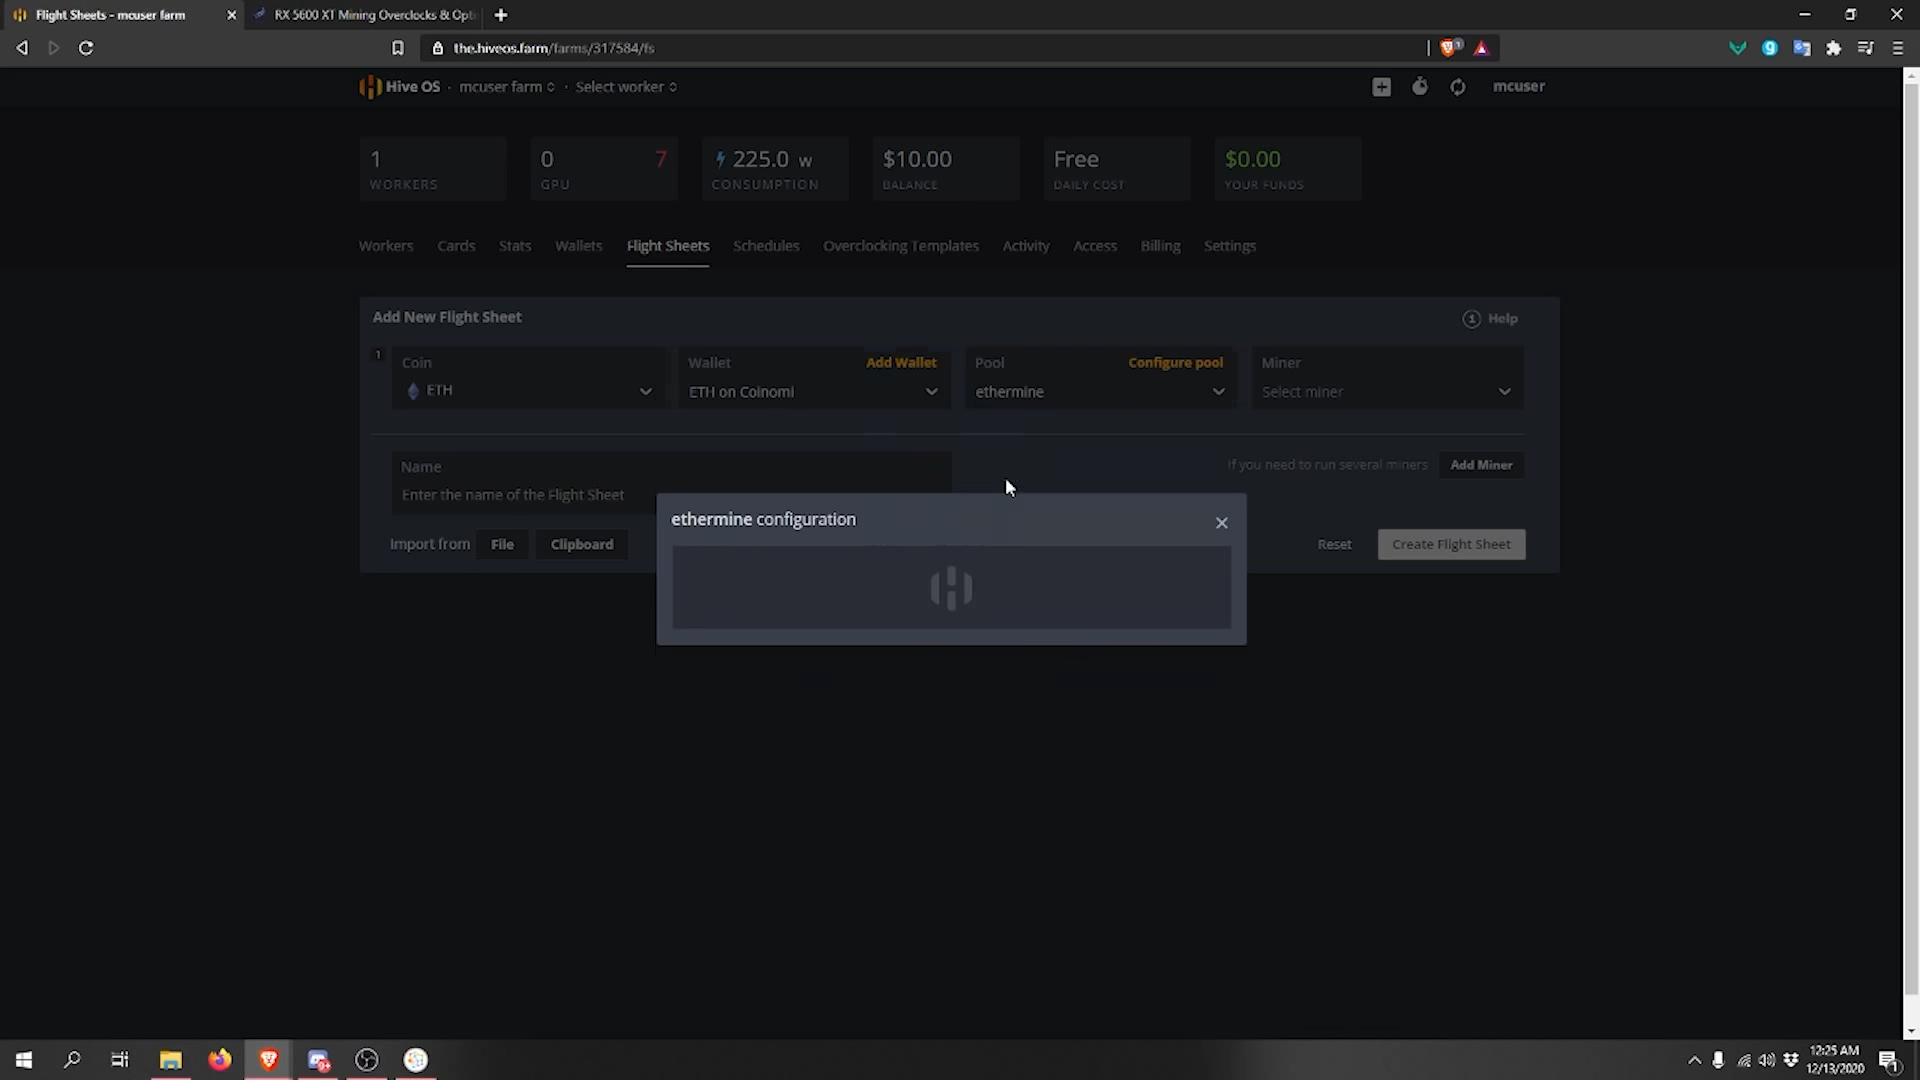 Flight Sheets - mcuser farm
RX 5600 XT Mining Overclocks & Opt
the.hiveos.farm/farms/317584/fs
Hive OS · mcuser farm · Select worker
mcuser
1
WORKERS
0 7
GPU
225.0 w
CONSUMPTION
$10.00
BALANCE
Free
DAILY COST
$0.00
YOUR FUNDS
Workers Cards Stats Wallets Flight Sheets Schedules Overclocking Templates Activity Access Billing Settings
Add New Flight Sheet
Help
1
Coin
ETH
Wallet Add Wallet
ETH on Coinomi
Pool Configure pool
ethermine
Miner
Select miner
Name
Enter the name of the Flight Sheet
If you need to run several miners Add Miner
ethermine configuration
Import from File Clipboard
Reset Create Flight Sheet
12:25 AM
12/13/2020